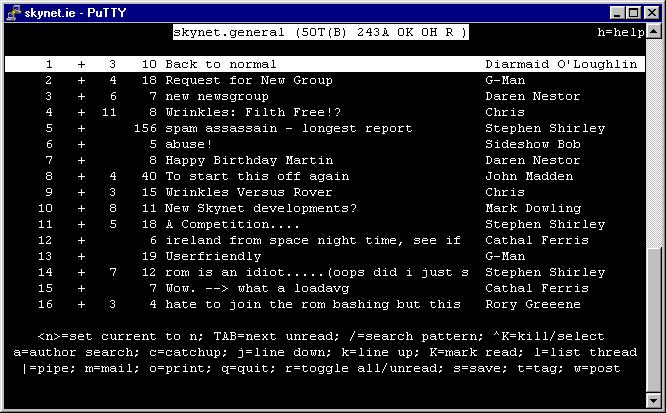 skynet.ie - PuTTY
skynet.general (50T(B) 243A 0K 0H R ) h=help
1 + 3 10 Back to normal Diarmaid O'Loughlin
2 + 4 18 Request for New Group G-Man
3 + 6 7 new newsgroup Daren Nestor
4 + 11 8 Wrinkles: Filth Free!? Chris
5 + 156 spam assassain - longest report Stephen Shirley
6 + 5 abuse! Sideshow Bob
7 + 8 Happy Birthday Martin Daren Nestor
8 + 4 40 To start this off again John Madden
9 + 3 15 Wrinkles Versus Rover Chris
10 + 8 11 New Skynet developments? Mark Dowling
11 + 5 18 A Competition.... Stephen Shirley
12 + 6 ireland from space night time, see if Cathal Ferris
13 + 19 Userfriendly G-Man
14 + 7 12 rom is an idiot.....(oops did i just s Stephen Shirley
15 + 7 Wow. --> what a loadavg Cathal Ferris
16 + 3 4 hate to join the rom bashing but this Rory Greeene
<n>=set current to n; TAB=next unread; /=search pattern; ^K=kill/select
a=author search; c=catchup; j=line down; k=line up; K=mark read; l=list thread
|=pipe; m=mail; o=print; q=quit; r=toggle all/unread; s=save; t=tag; w=post